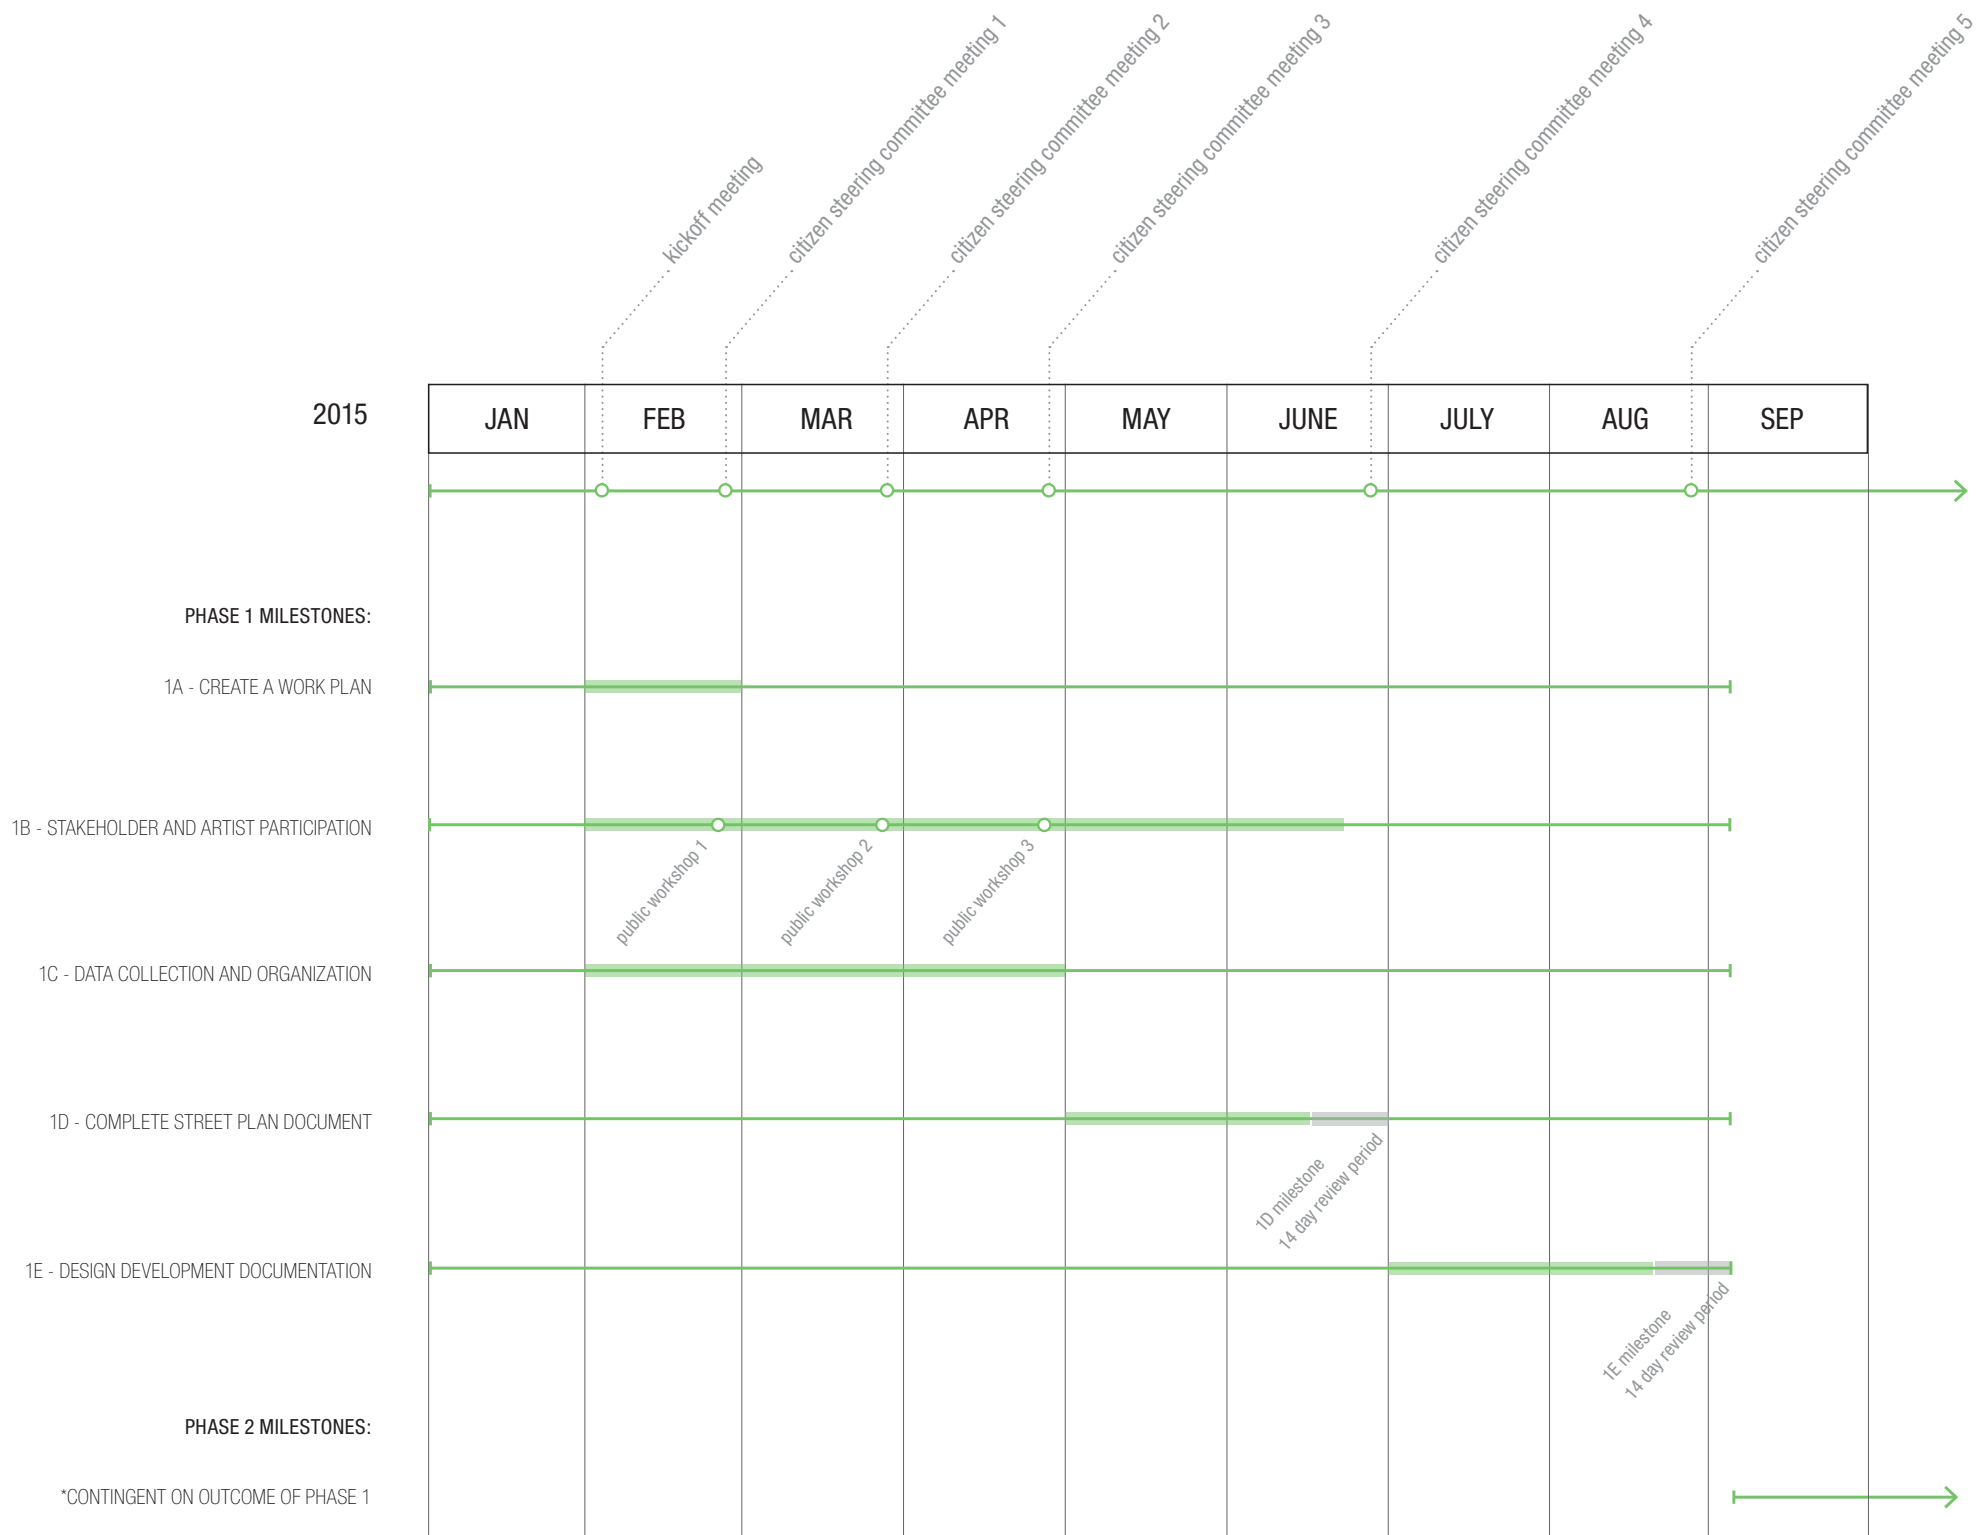 kickoff meeting
citizen steering committee meeting 1
citizen steering committee meeting 2
citizen steering committee meeting 3
citizen steering committee meeting 4
citizen steering committee meeting 5
2015
JAN
FEB
MAR
APR
MAY
JUNE
JULY
AUG
SEP
PHASE 1 MILESTONES:
1A - CREATE A WORK PLAN
1B - STAKEHOLDER AND ARTIST PARTICIPATION
public workshop 1
public workshop 2
public workshop 3
1C - DATA COLLECTION AND ORGANIZATION
1D - COMPLETE STREET PLAN DOCUMENT
1D milestone
14 day review period
1E - DESIGN DEVELOPMENT DOCUMENTATION
1E milestone
14 day review period
PHASE 2 MILESTONES:
*CONTINGENT ON OUTCOME OF PHASE 1